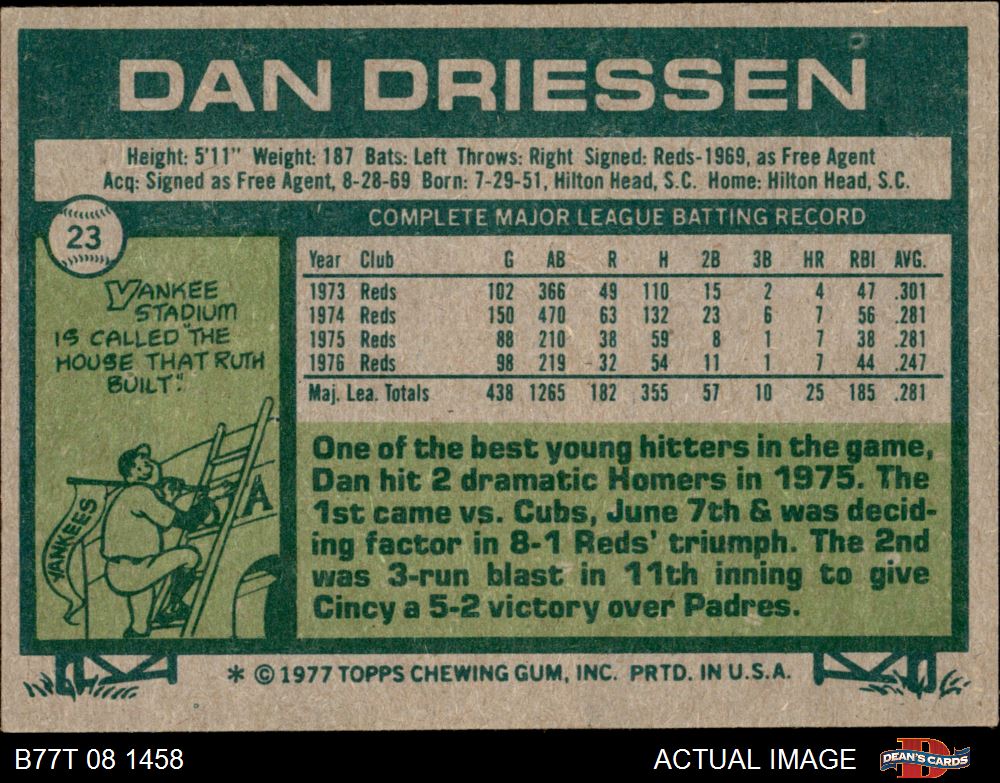 DAN DRIESSEN
Height: 5'11" Weight: 187 Bats: Left Throws: Right Signed: Reds-1969, as Free Agent
Acq: Signed as Free Agent, 8-28-69 Born: 7-29-51, Hilton Head, S.C. Home: Hilton Head, S.C.
23
COMPLETE MAJOR LEAGUE BATTING RECORD
Year Club G AB R H 2B 3B HR RBI AVG.
1973 Reds 102 366 49 110 15 2 4 47 .301
1974 Reds 150 470 63 132 23 6 7 56 .281
1975 Reds 88 210 38 59 8 1 7 38 .281
1976 Reds 98 219 32 54 11 1 7 44 .247
Maj. Lea. Totals 438 1265 182 355 57 10 25 185 .281
YANKEE
STADIUM
IS CALLED "THE
HOUSE THAT RUTH
BUILT".
YANKEES
A
One of the best young hitters in the game,
Dan hit 2 dramatic Homers in 1975. The
1st came vs. Cubs, June 7th & was decid-
ing factor in 8-1 Reds' triumph. The 2nd
was 3-run blast in 11th inning to give
Cincy a 5-2 victory over Padres.
* © 1977 TOPPS CHEWING GUM, INC. PRTD. IN U.S.A.
B77T 08 1458
ACTUAL IMAGE
D
DEAN'S CARDS